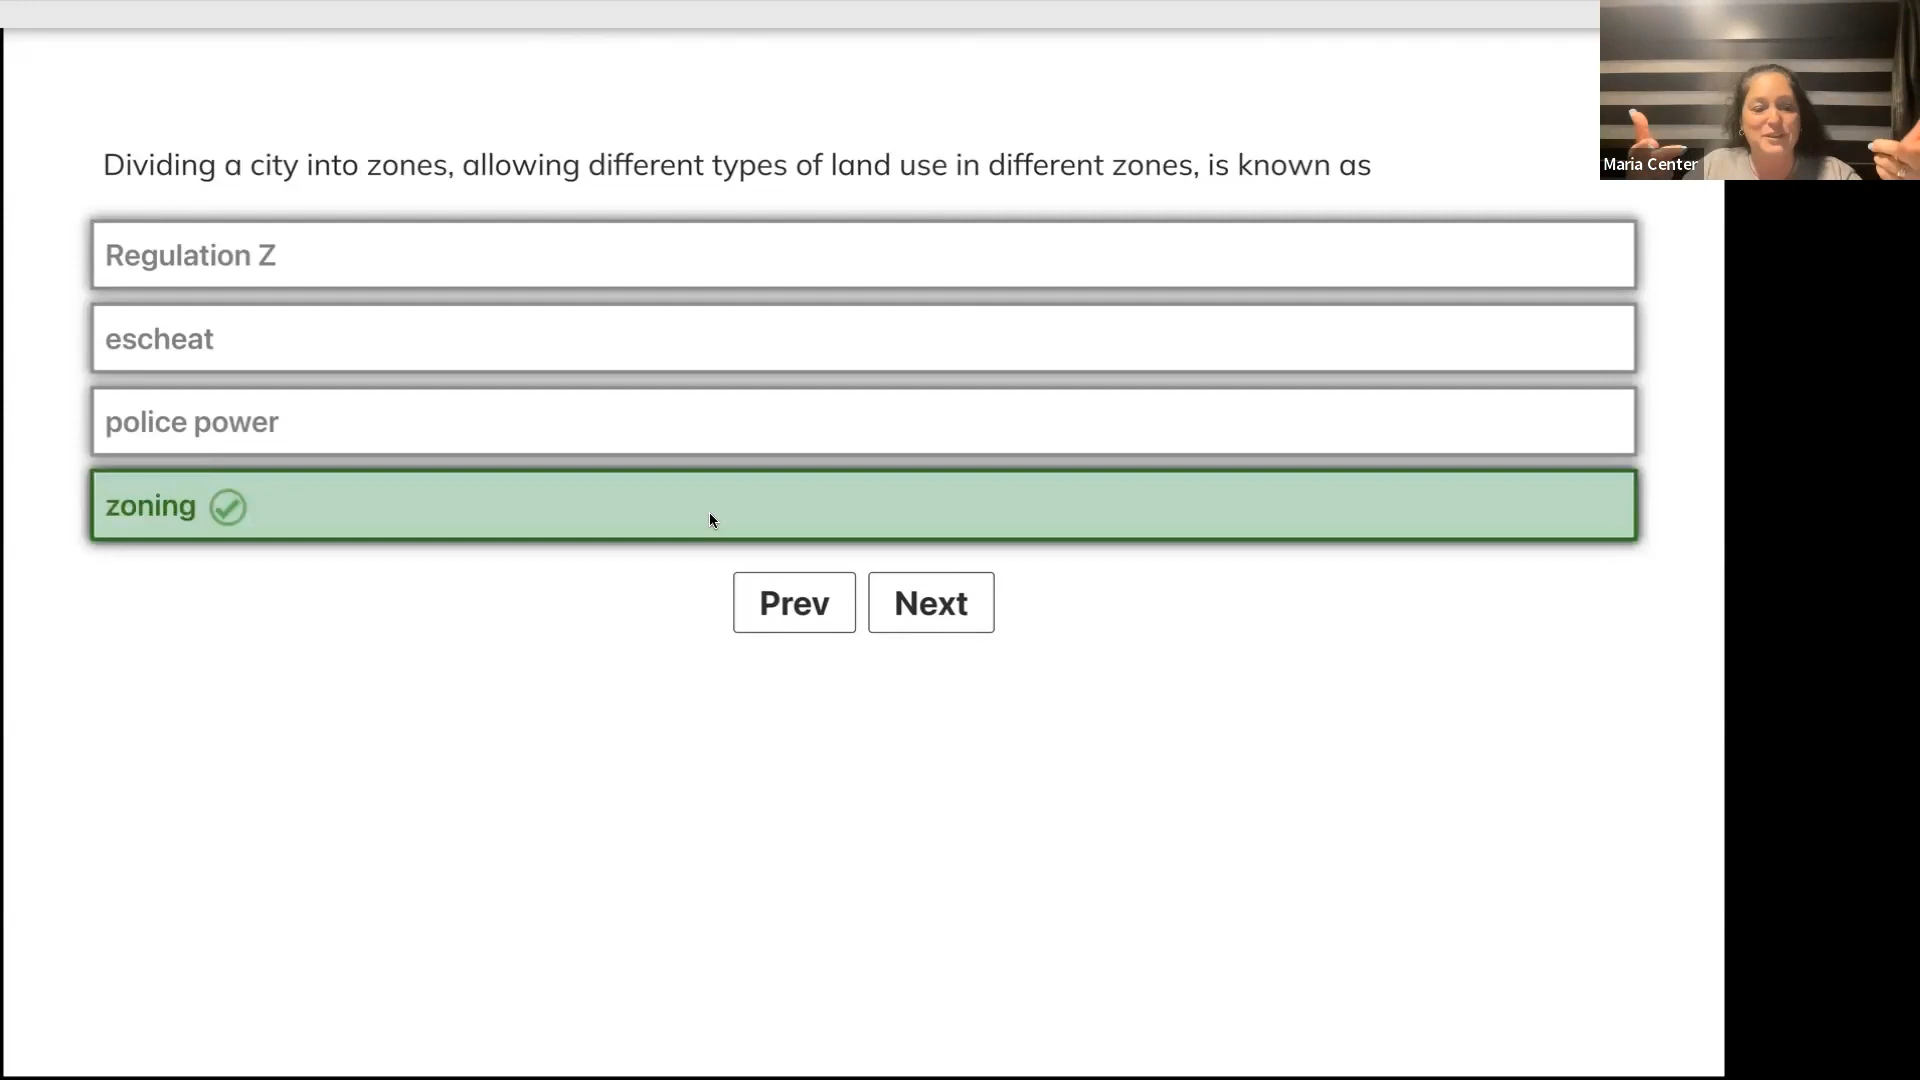 Dividing a city into zones, allowing different types of land use in different zones, is known as
Maria Center
Regulation Z
escheat
police power
zoning
Prev Next